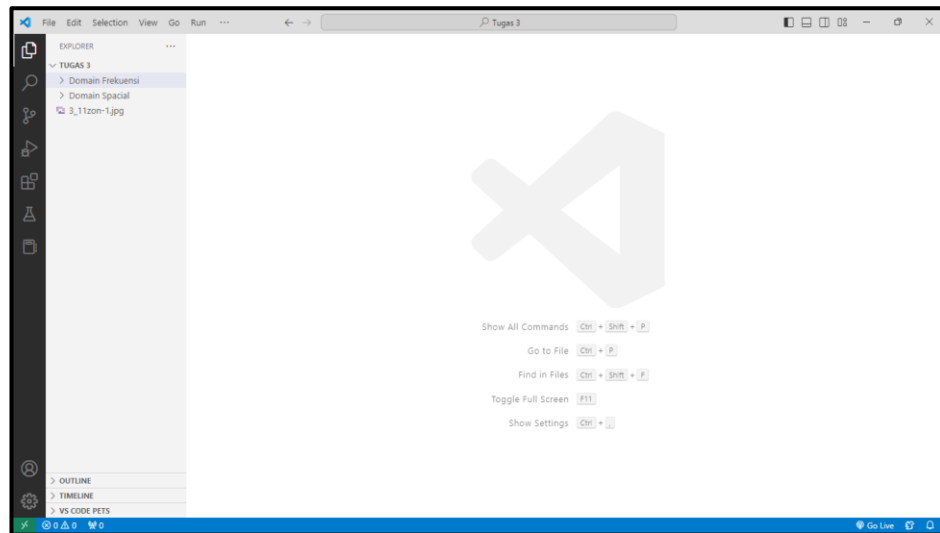 File Edit Selection View Go Run ···
Tugas 3
EXPLORER ···
TUGAS 3
Domain Frekuensi
Domain Spacial
3_11zon-1.jpg
Show All Commands Ctrl + Shift + P
Go to File Ctrl + P
Find in Files Ctrl + Shift + F
Toggle Full Screen F11
Show Settings Ctrl + ,
OUTLINE
TIMELINE
VS CODE PETS
0 0 0 Go Live